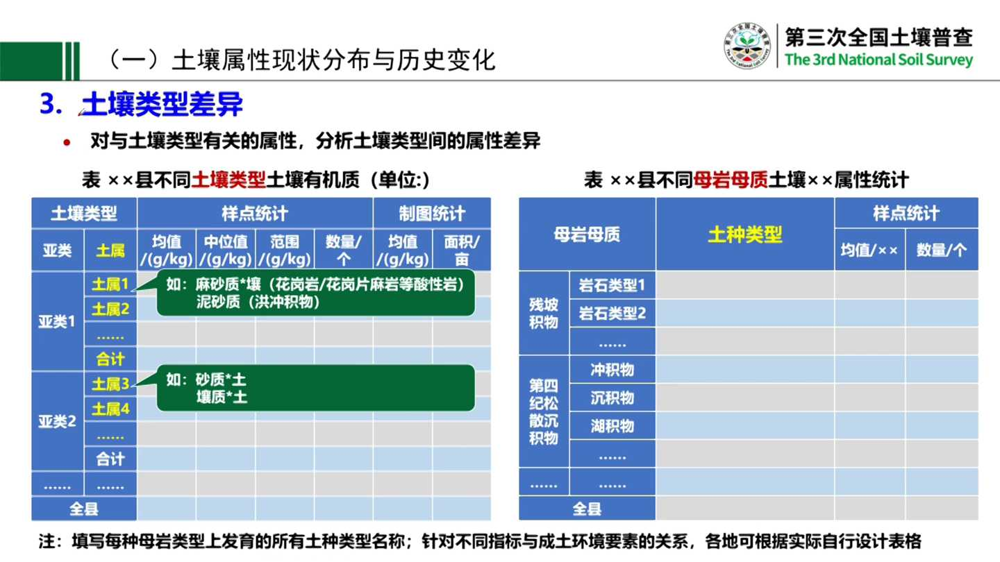 （一）土壤属性现状分布与历史变化
第三次全国土壤普查
The 3rd National Soil Survey
3. 土壤类型差异
• 对与土壤类型有关的属性，分析土壤类型间的属性差异
表 ××县不同土壤类型土壤有机质（单位:）
土壤类型 样点统计 制图统计
亚类 土属 均值/(g/kg) 中位值/(g/kg) 范围/(g/kg) 数量/个 均值/(g/kg) 面积/亩
亚类1
土属1
如：麻砂质*壤（花岗岩/花岗片麻岩等酸性岩）
泥砂质（洪冲积物）
土属2
……
合计
亚类2
土属3
如：砂质*土
壤质*土
土属4
……
合计
…… ……
全县
表 ××县不同母岩母质土壤××属性统计
母岩母质 土种类型 样点统计
均值/×× 数量/个
残坡积物
岩石类型1
岩石类型2
……
第四纪松散沉积物
冲积物
沉积物
湖积物
……
…… ……
全县
注：填写每种母岩类型上发育的所有土种类型名称；针对不同指标与成土环境要素的关系，各地可根据实际自行设计表格